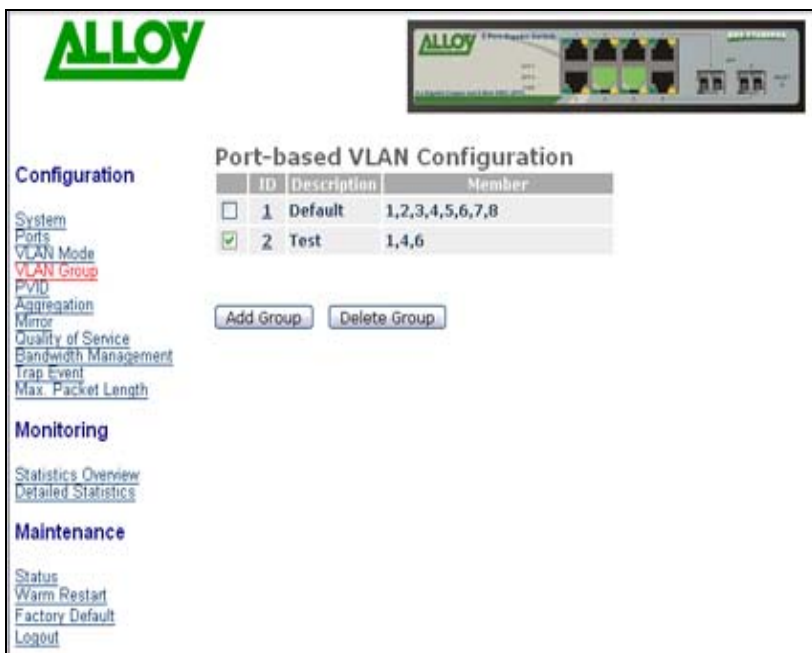 ALLOY
ALLOY
Configuration
System
Ports
VLAN Mode
VLAN Group
PVID
Aggregation
Mirror
Quality of Service
Bandwidth Management
Trap Event
Max. Packet Length
Monitoring
Statistics Overview
Detailed Statistics
Maintenance
Status
Warm Restart
Factory Default
Logout
Port-based VLAN Configuration
ID Description Member
1 Default 1,2,3,4,5,6,7,8
2 Test 1,4,6
Add Group Delete Group